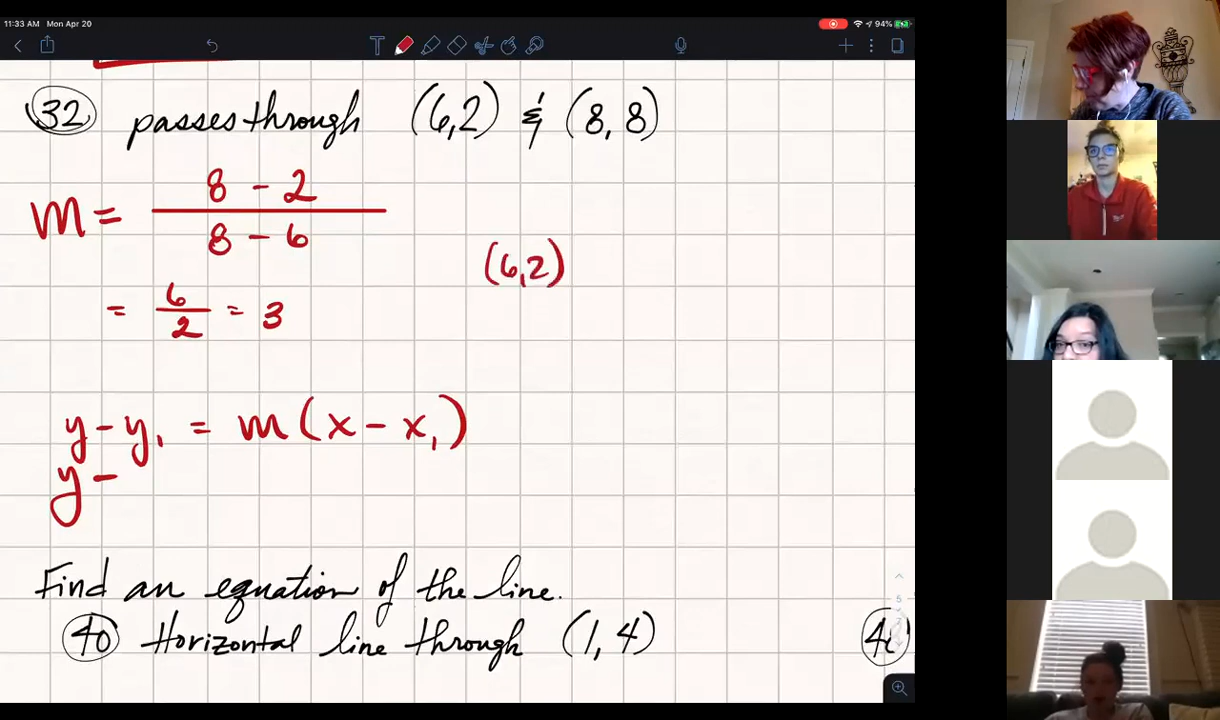 11:33 AM Mon Apr 20
94%
32 passes through (6,2) & (8,8)
m = 8 - 2
8 - 6
(6,2)
= 6/2 = 3
y - y₁ = m(x - x₁)
y -
Find an equation of the line.
40 Horizontal line through (1,4)